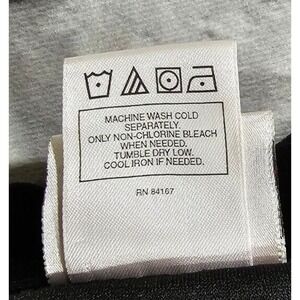 MACHINE WASH COLD
SEPARATELY.
ONLY NON-CHLORINE BLEACH
WHEN NEEDED.
TUMBLE DRY LOW.
COOL IRON IF NEEDED.
RN 84167